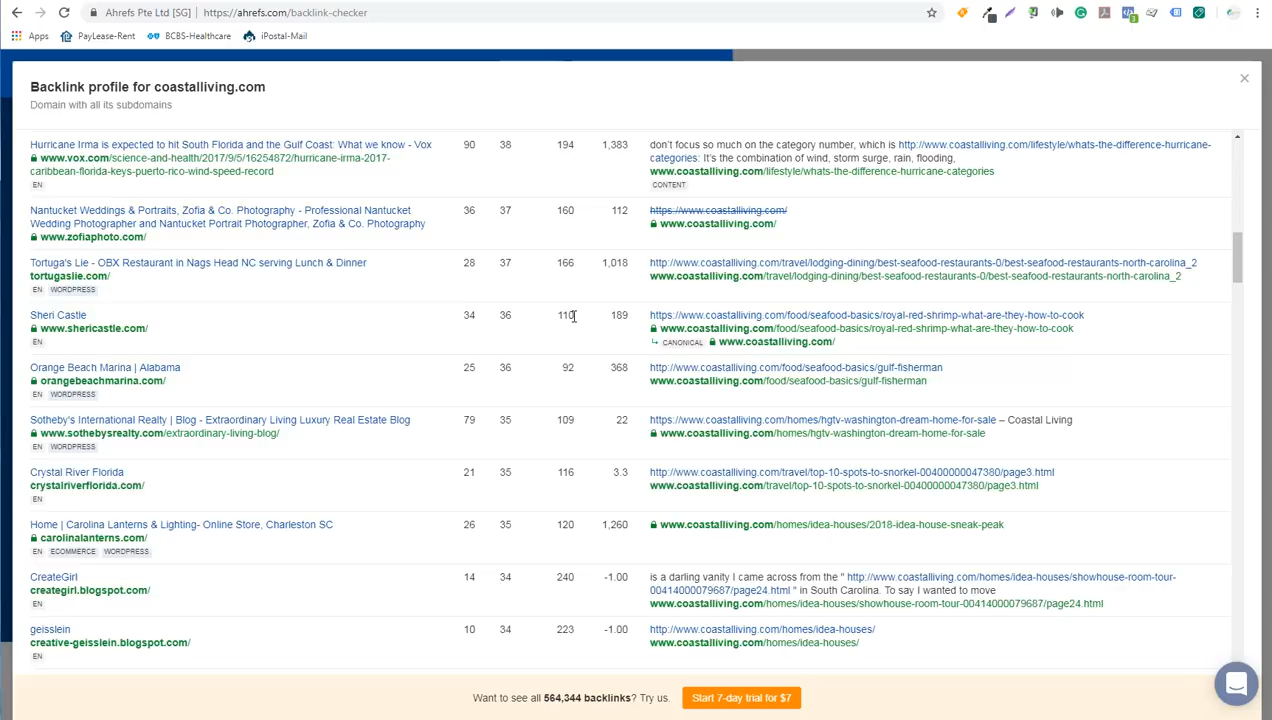 Ahrefs Pte Ltd [SG] | https://ahrefs.com/backlink-checker
Apps PayLease-Rent BCBS-Healthcare iPostal-Mail
Backlink profile for coastalliving.com
Domain with all its subdomains
Hurricane Irma is expected to hit South Florida and the Gulf Coast: What we know - Vox 90 38 194 1,383 don't focus so much on the category number, which is http://www.coastalliving.com/lifestyle/whats-the-difference-hurricane-
www.vox.com/science-and-health/2017/9/5/16254872/hurricane-irma-2017- categories: It's the combination of wind, storm surge, rain, flooding,
caribbean-florida-keys-puerto-rico-wind-speed-record www.coastalliving.com/lifestyle/whats-the-difference-hurricane-categories
EN CONTENT
Nantucket Weddings & Portraits, Zofia & Co. Photography - Professional Nantucket 36 37 160 112 https://www.coastalliving.com/
Wedding Photographer and Nantucket Portrait Photographer, Zofia & Co. Photography www.coastalliving.com/
www.zofiaphoto.com/
Tortuga's Lie - OBX Restaurant in Nags Head NC serving Lunch & Dinner 28 37 166 1,018 http://www.coastalliving.com/travel/lodging-dining/best-seafood-restaurants-0/best-seafood-restaurants-north-carolina_2
tortugaslie.com/ www.coastalliving.com/travel/lodging-dining/best-seafood-restaurants-0/best-seafood-restaurants-north-carolina_2
EN WORDPRESS
Sheri Castle 34 36 110 189 https://www.coastalliving.com/food/seafood-basics/royal-red-shrimp-what-are-they-how-to-cook
www.shericastle.com/ www.coastalliving.com/food/seafood-basics/royal-red-shrimp-what-are-they-how-to-cook
EN CANONICAL www.coastalliving.com/
Orange Beach Marina | Alabama 25 36 92 368 http://www.coastalliving.com/food/seafood-basics/gulf-fisherman
orangebeachmarina.com/ www.coastalliving.com/food/seafood-basics/gulf-fisherman
EN WORDPRESS
Sotheby's International Realty | Blog - Extraordinary Living Luxury Real Estate Blog 79 35 109 22 https://www.coastalliving.com/homes/hgtv-washington-dream-home-for-sale – Coastal Living
www.sothebysrealty.com/extraordinary-living-blog/ www.coastalliving.com/homes/hgtv-washington-dream-home-for-sale
EN WORDPRESS
Crystal River Florida 21 35 116 3.3 http://www.coastalliving.com/travel/top-10-spots-to-snorkel-00400000047380/page3.html
crystalriverflorida.com/ www.coastalliving.com/travel/top-10-spots-to-snorkel-00400000047380/page3.html
EN
Home | Carolina Lanterns & Lighting- Online Store, Charleston SC 26 35 120 1,260 www.coastalliving.com/homes/idea-houses/2018-idea-house-sneak-peak
carolinalanterns.com/
EN ECOMMERCE WORDPRESS
CreateGirl 14 34 240 -1.00 is a darling vanity I came across from the " http://www.coastalliving.com/homes/idea-houses/showhouse-room-tour-
creategirl.blogspot.com/ 00414000079687/page24.html " in South Carolina. To say I wanted to move
EN www.coastalliving.com/homes/idea-houses/showhouse-room-tour-00414000079687/page24.html
geisslein 10 34 223 -1.00 http://www.coastalliving.com/homes/idea-houses/
creative-geisslein.blogspot.com/ www.coastalliving.com/homes/idea-houses/
EN
Want to see all 564,344 backlinks? Try us. Start 7-day trial for $7